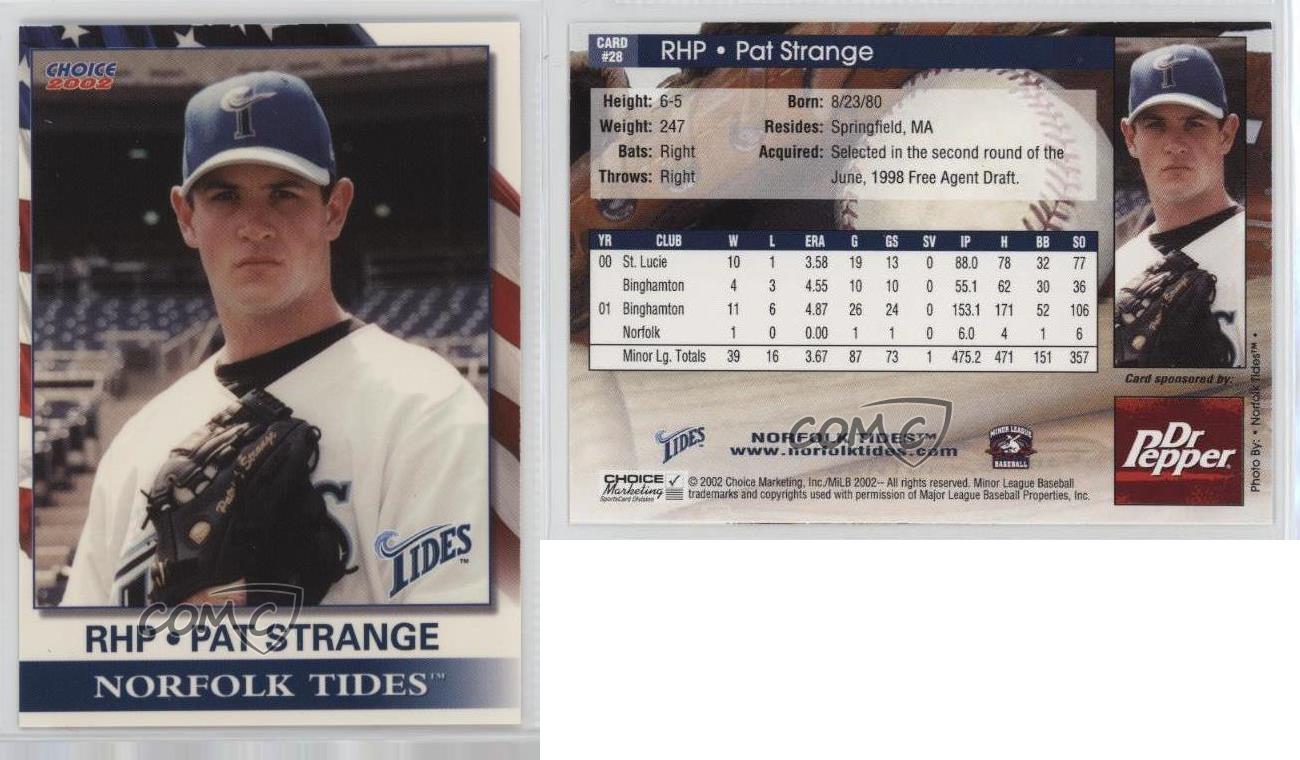 CHOICE
2002
TIDES™
COMC
RHP • PAT STRANGE
NORFOLK TIDES™
CARD
#28
RHP • Pat Strange
Height: 6-5 Born: 8/23/80
Weight: 247 Resides: Springfield, MA
Bats: Right Acquired: Selected in the second round of the
Throws: Right June, 1998 Free Agent Draft.
YR CLUB W L ERA G GS SV IP H BB SO
00 St. Lucie 10 1 3.58 19 13 0 88.0 78 32 77
Binghamton 4 3 4.55 10 10 0 55.1 62 30 36
01 Binghamton 11 6 4.87 26 24 0 153.1 171 52 106
Norfolk 1 0 0.00 1 1 0 6.0 4 1 6
Minor Lg. Totals 39 16 3.67 87 73 1 475.2 471 151 357
Card sponsored by:
Dr
Pepper
Photo By: • Norfolk Tides™ •
COMC
TIDES
NORFOLK TIDES™
www.norfolktides.com
MINOR LEAGUE
BASEBALL
CHOICE
Marketing
SportsCard Division
© 2002 Choice Marketing, Inc./MiLB 2002-- All rights reserved. Minor League Baseball
trademarks and copyrights used with permission of Major League Baseball Properties, Inc.